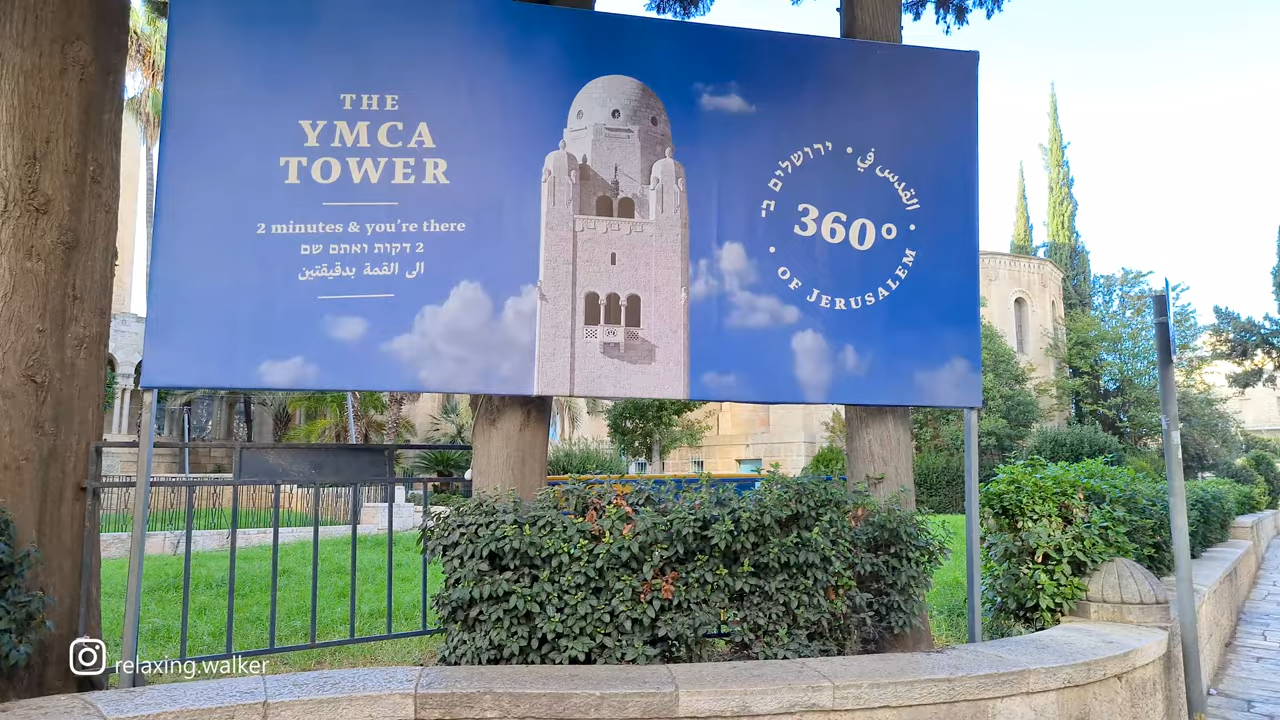 THE
YMCA
TOWER
2 minutes & you're there
2 דקות ואתם שם
الى القمة بدقيقتين
ירושלים ב־ • القدس في •
360°
• OF JERUSALEM •
relaxing.walker